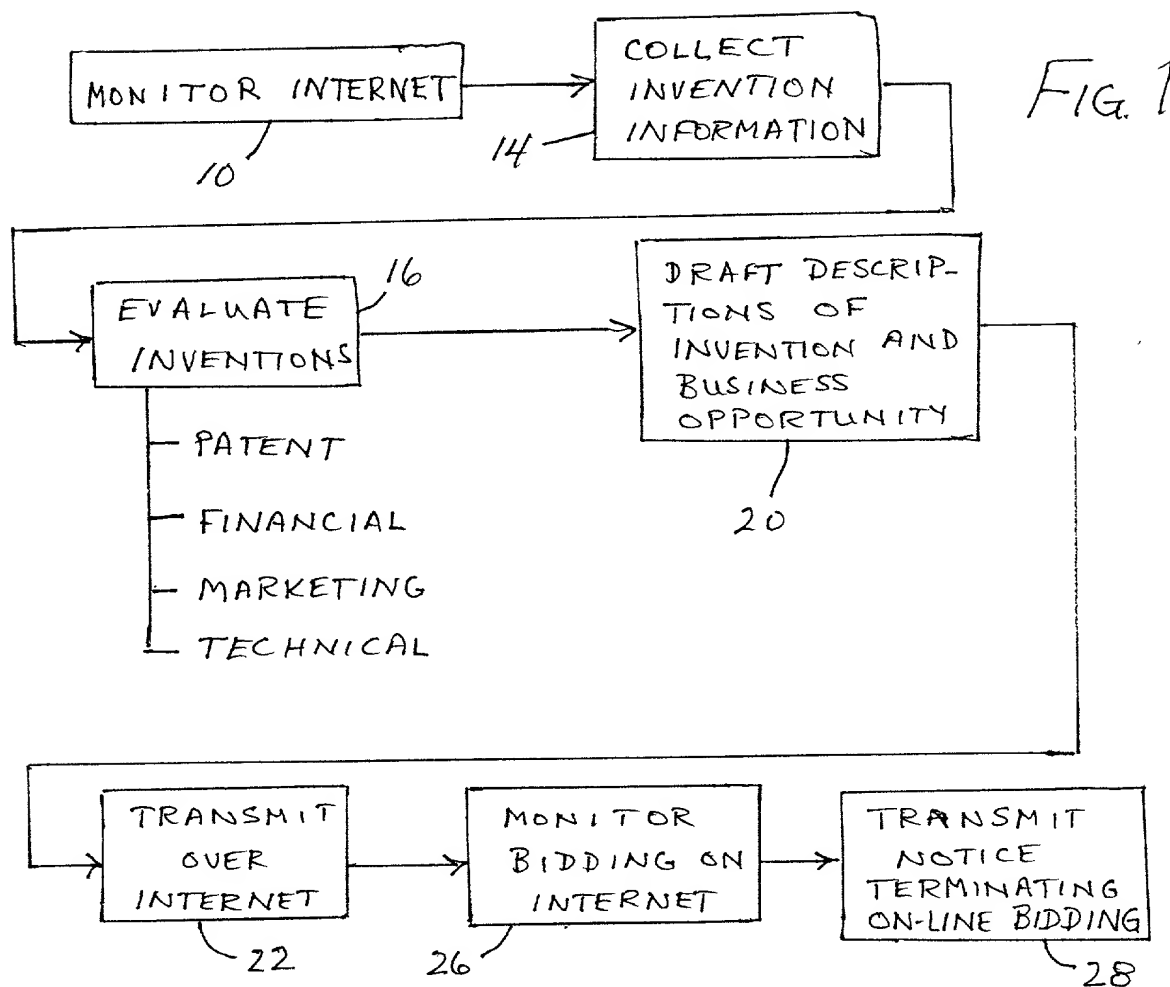 FIG. 1
MONITOR INTERNET
10
COLLECT
INVENTION
INFORMATION
14
EVALUATE
INVENTIONS
16
PATENT
FINANCIAL
MARKETING
TECHNICAL
DRAFT DESCRIP-
TIONS OF
INVENTION AND
BUSINESS
OPPORTUNITY
20
TRANSMIT
OVER
INTERNET
22
MONITOR
BIDDING ON
INTERNET
26
TRANSMIT
NOTICE
TERMINATING
ON-LINE BIDDING
28